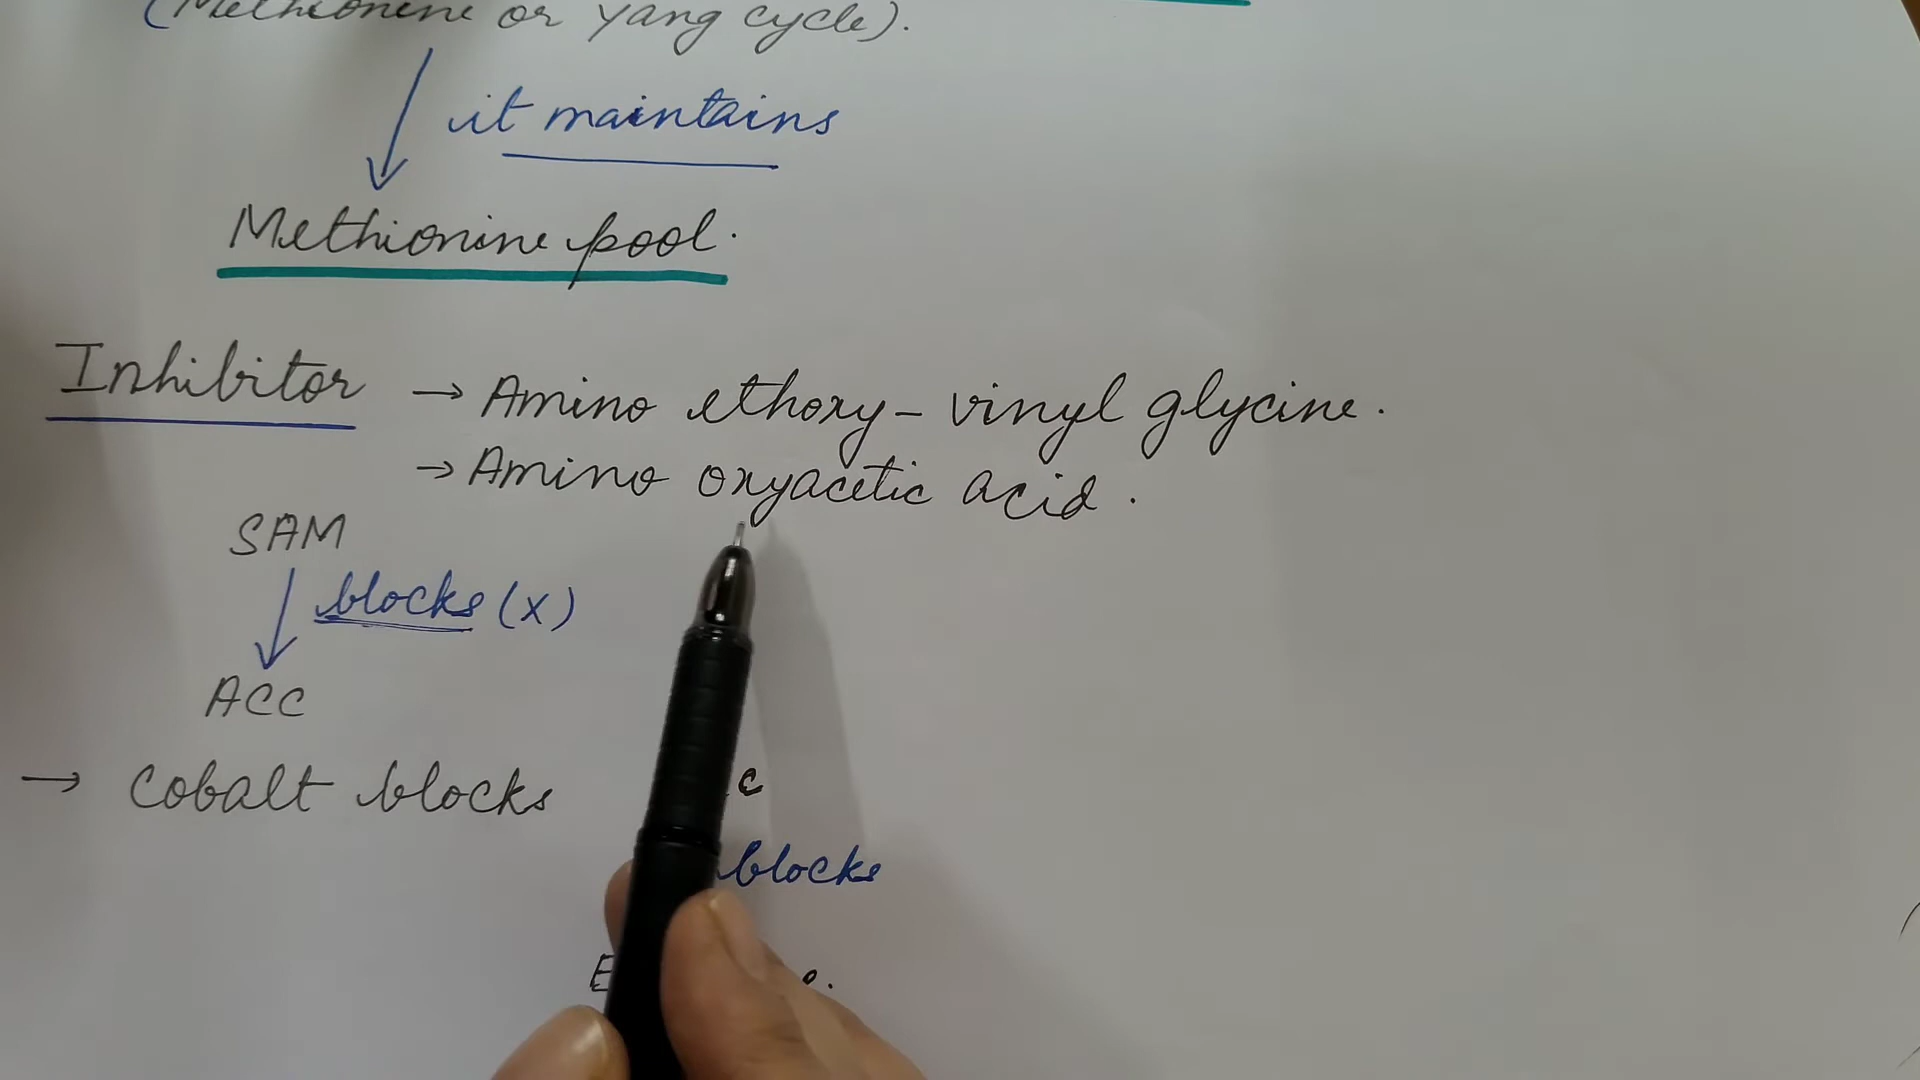 (Methionine or yang cycle).
it maintains
Methionine pool.
Inhibitor → Amino ethoxy - vinyl glycine.
→ Amino oxyacetic acid.
SAM
blocks (x)
ACC
→ Cobalt blocks
blocks